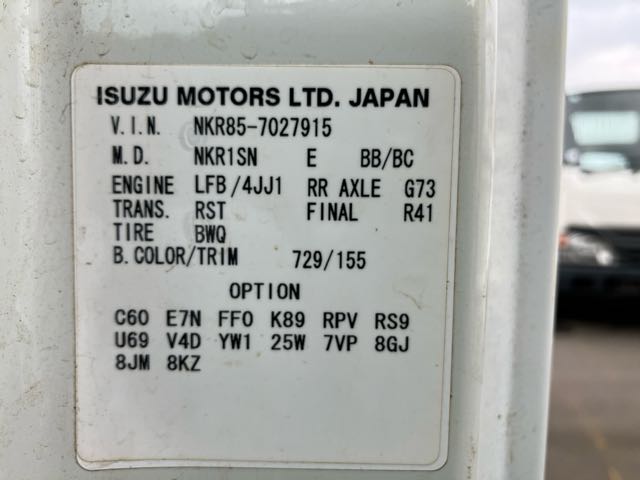 ISUZU MOTORS LTD. JAPAN
V.I.N. NKR85-7027915
M.D. NKR1SN E BB/BC
ENGINE LFB/4JJ1 RR AXLE G73
TRANS. RST FINAL R41
TIRE BWQ
B.COLOR/TRIM 729/155
OPTION
C60 E7N FF0 K89 RPV RS9
U69 V4D YW1 25W 7VP 8GJ
8JM 8KZ